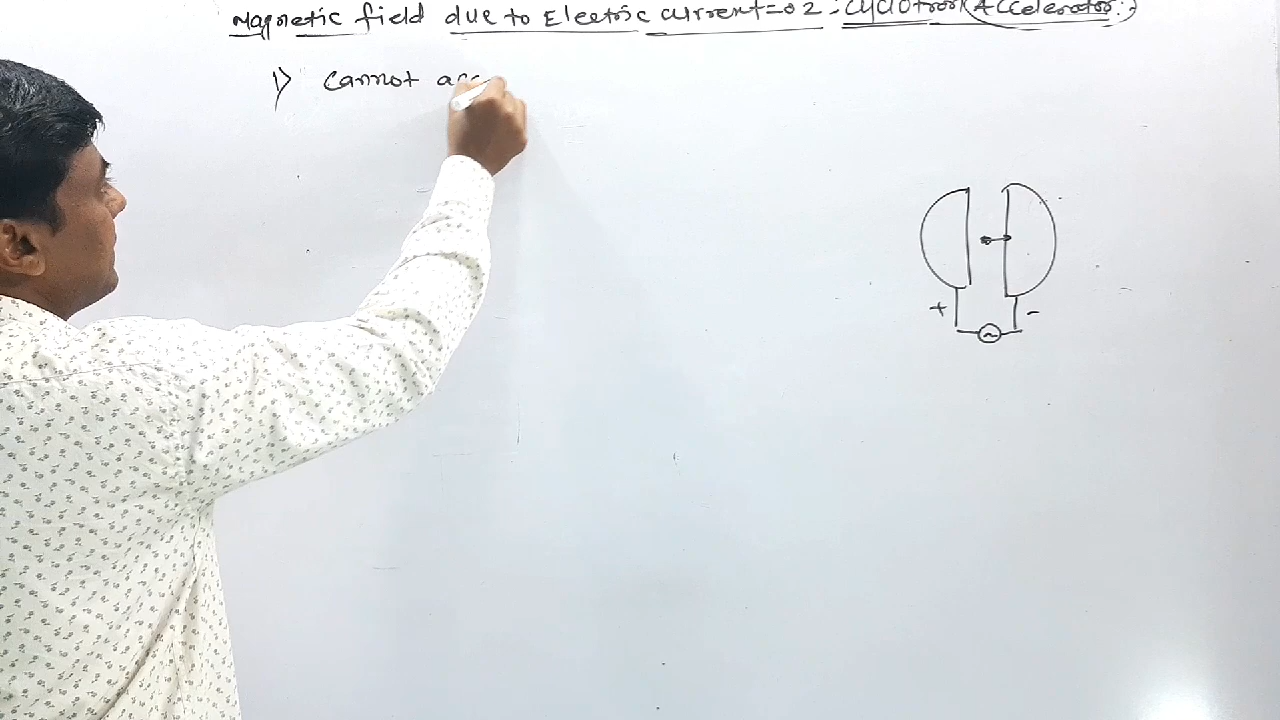 Magnetic field due to Electric current=02:- Cyclotron (Accelerator:-)
1) Cannot acc
+ -
~